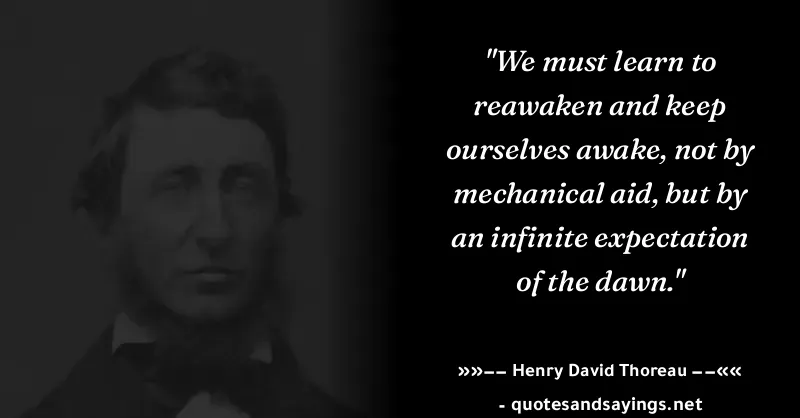 "We must learn to
reawaken and keep
ourselves awake, not by
mechanical aid, but by
an infinite expectation
of the dawn."
»»–– Henry David Thoreau ––««
- quotesandsayings.net